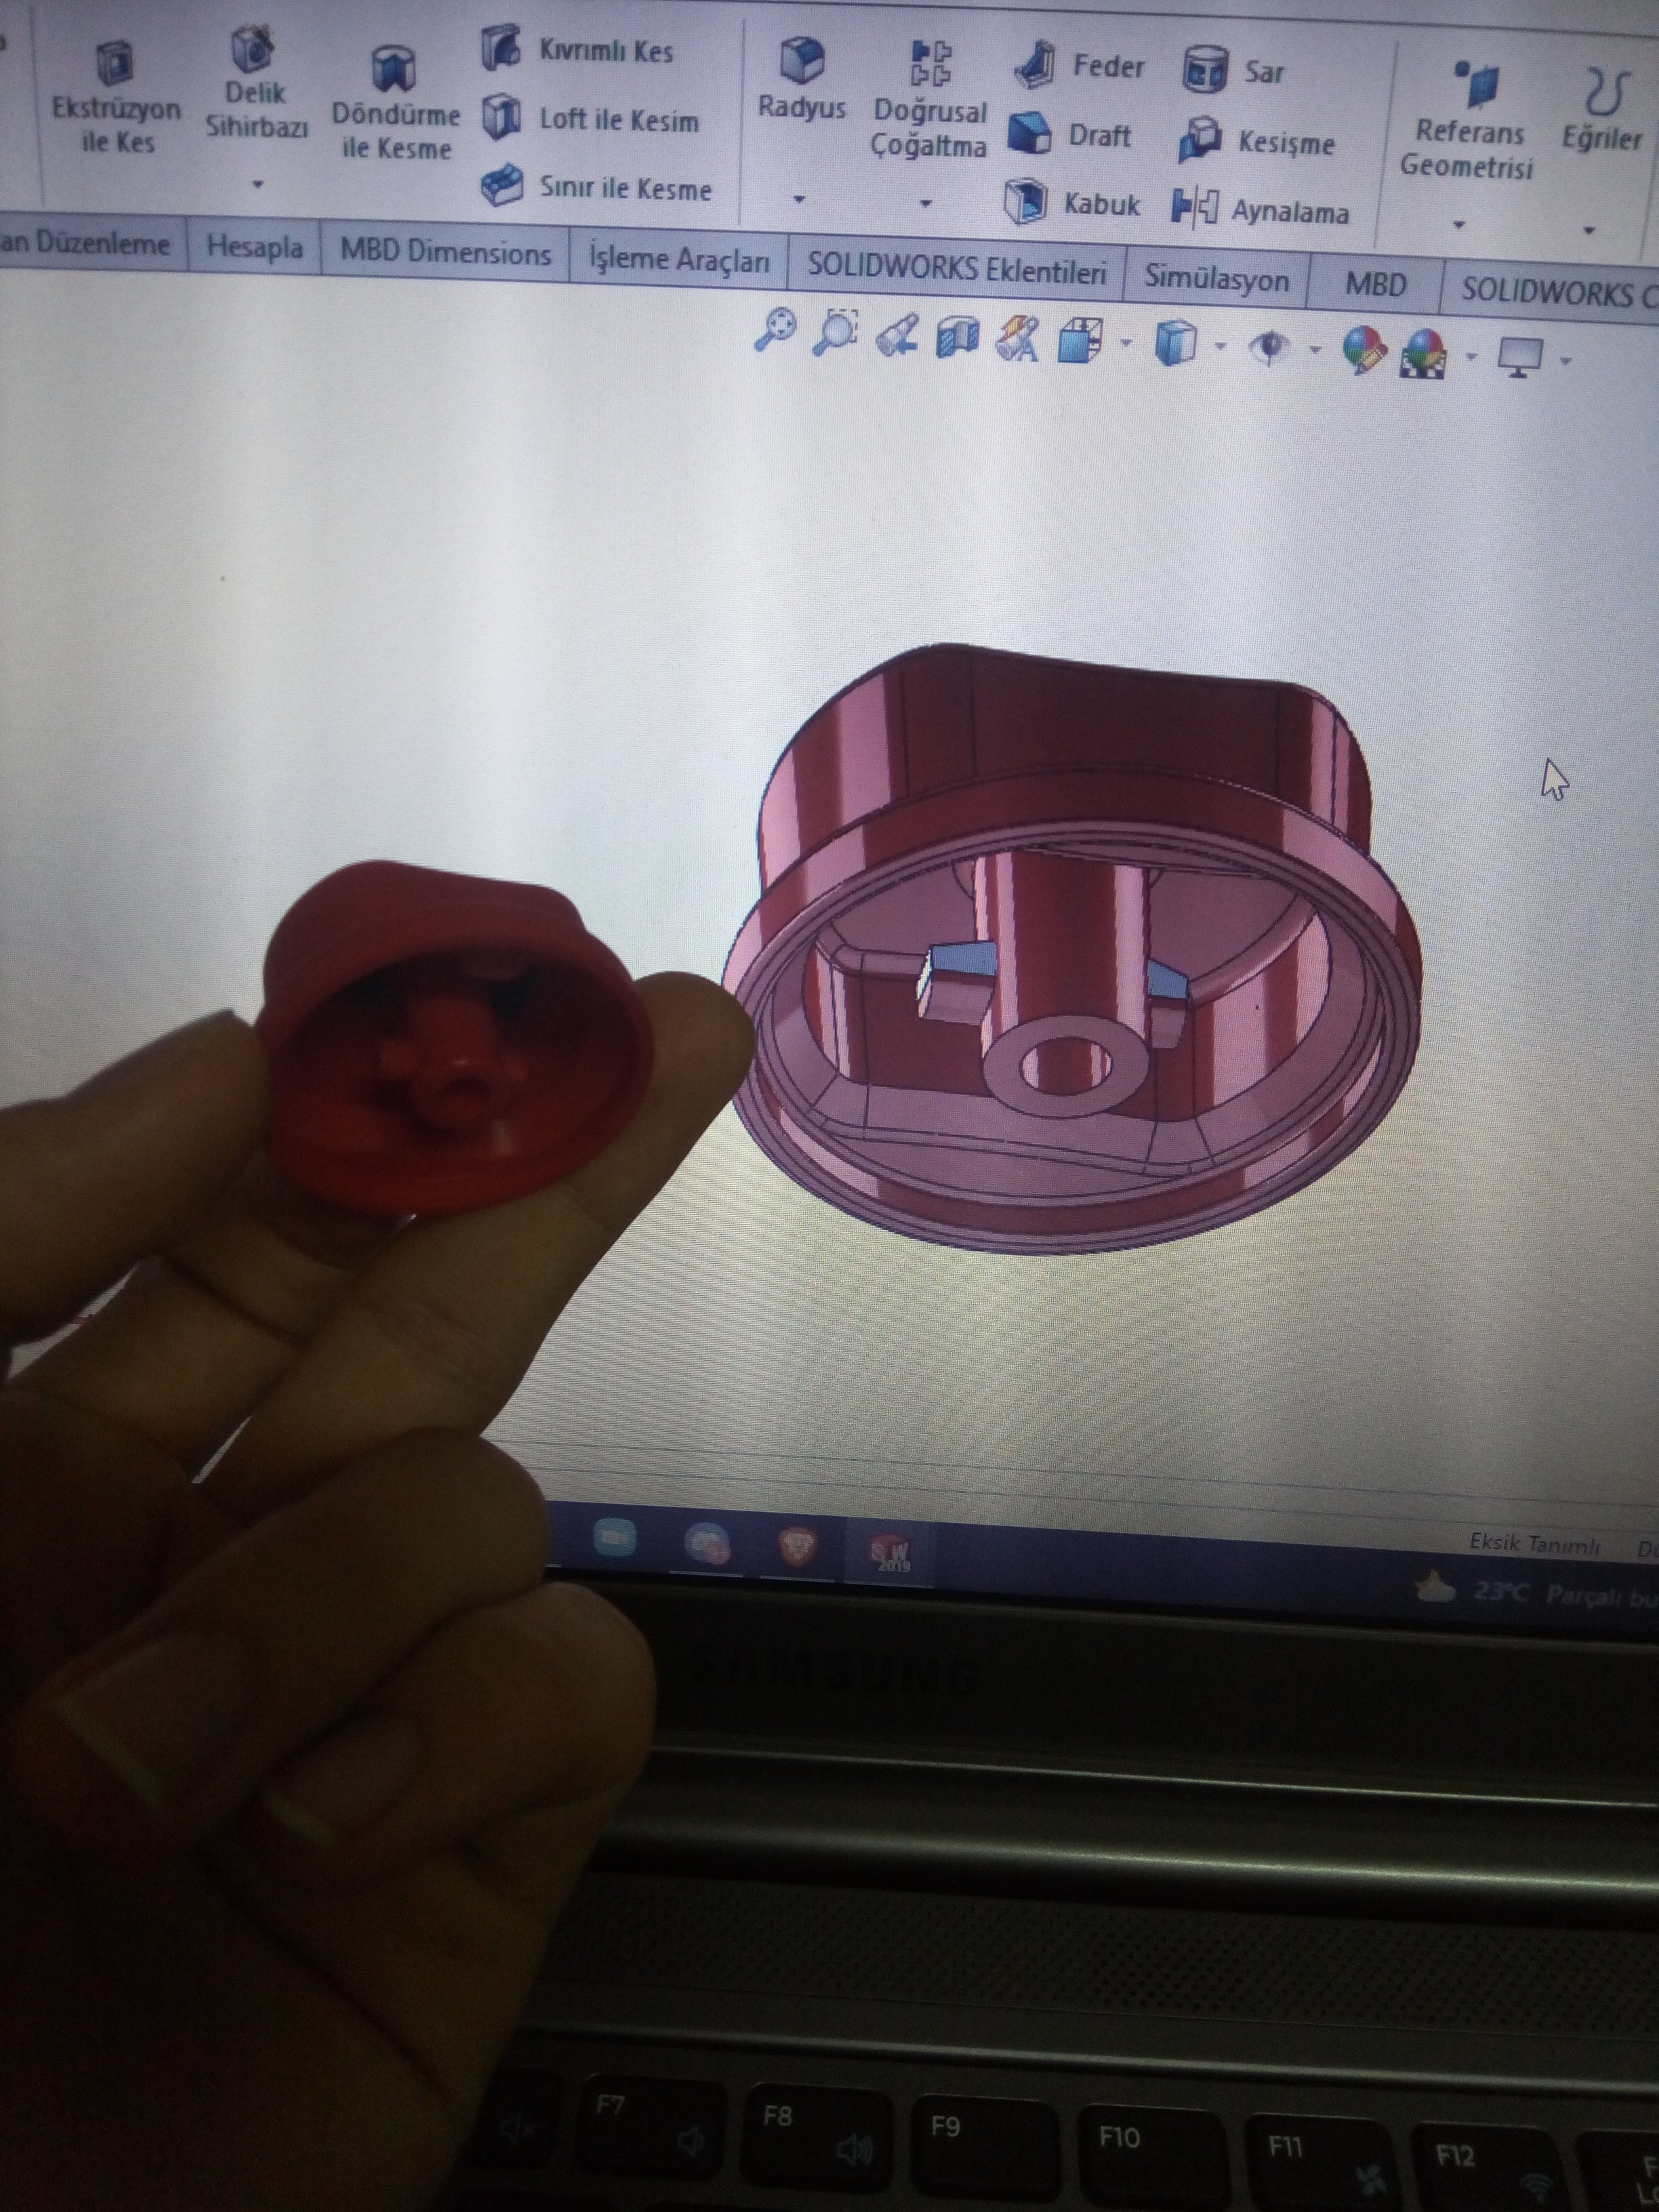 Ekstrüzyon
ile Kes
Delik
Sihirbazı
Döndürme
ile Kesme
Kıvrımlı Kes
Loft ile Kesim
Sınır ile Kesme
Radyus
Doğrusal
Çoğaltma
Feder
Draft
Kabuk
Sar
Kesişme
Aynalama
Referans
Geometrisi
Eğriler
an Düzenleme
Hesapla
MBD Dimensions
İşleme Araçları
SOLIDWORKS Eklentileri
Simülasyon
MBD
SOLIDWORKS C
Eksik Tanımlı
SW
2019
23°C Parçalı bu
SAMSUNG
F7
F8
F9
F10
F11
F12